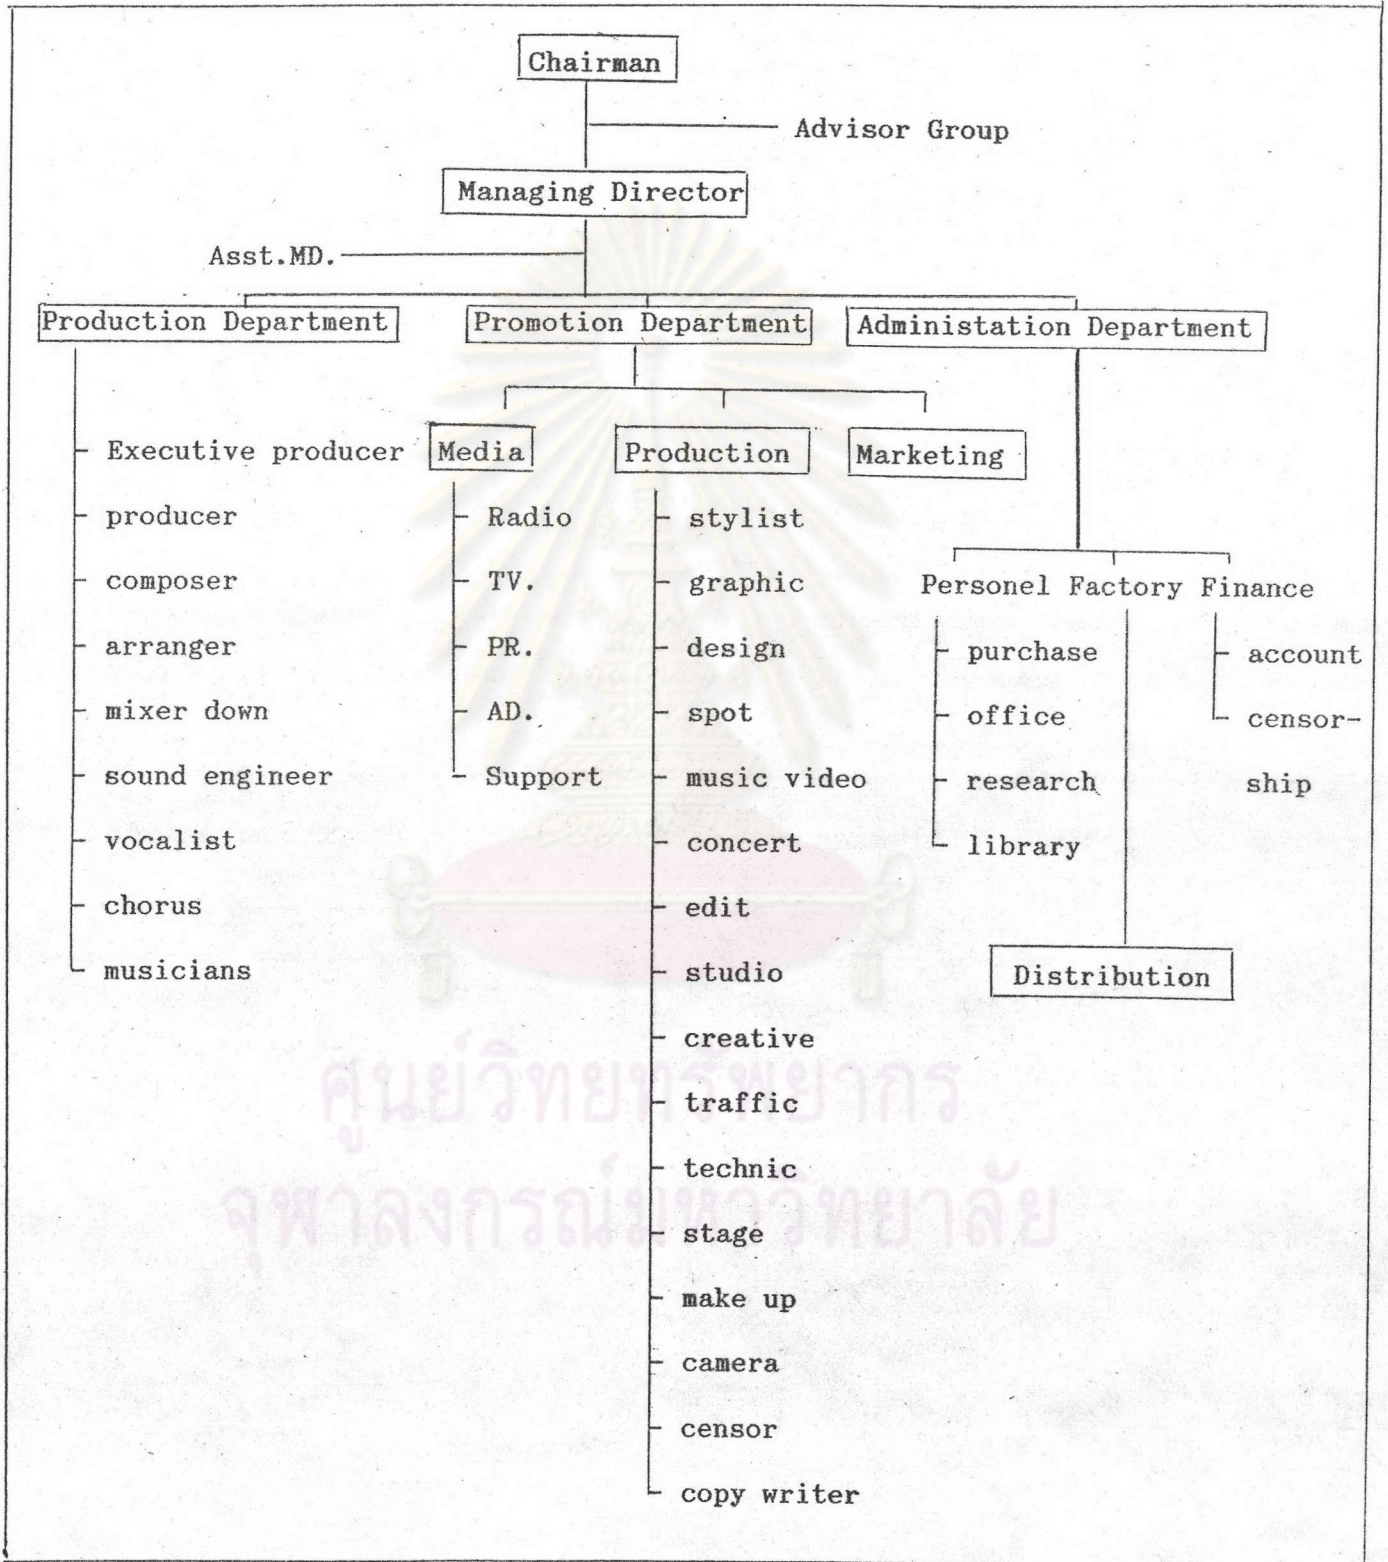 Chairman
Advisor Group
Managing Director
Asst.MD.
Production Department
Promotion Department
Administation Department
Executive producer
producer
composer
arranger
mixer down
sound engineer
vocalist
chorus
musicians
Media
Radio
TV.
PR.
AD.
Support
Production
stylist
graphic
design
spot
music video
concert
edit
studio
creative
traffic
technic
stage
make up
camera
censor
copy writer
Marketing
Personel Factory Finance
purchase
office
research
library
account
censor-
ship
Distribution
ศูนย์วิทยทรัพยากร
จุฬาลงกรณ์มหาวิทยาลัย